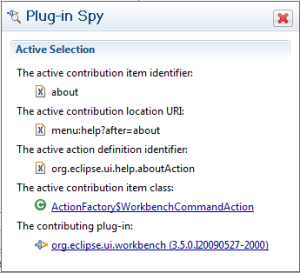 Plug-in Spy
Active Selection
The active contribution item identifier:
about
The active contribution location URI:
menu:help?after=about
The active action definition identifier:
org.eclipse.ui.help.aboutAction
The active contribution item class:
ActionFactory$WorkbenchCommandAction
The contributing plug-in:
org.eclipse.ui.workbench (3.5.0.I20090527-2000)